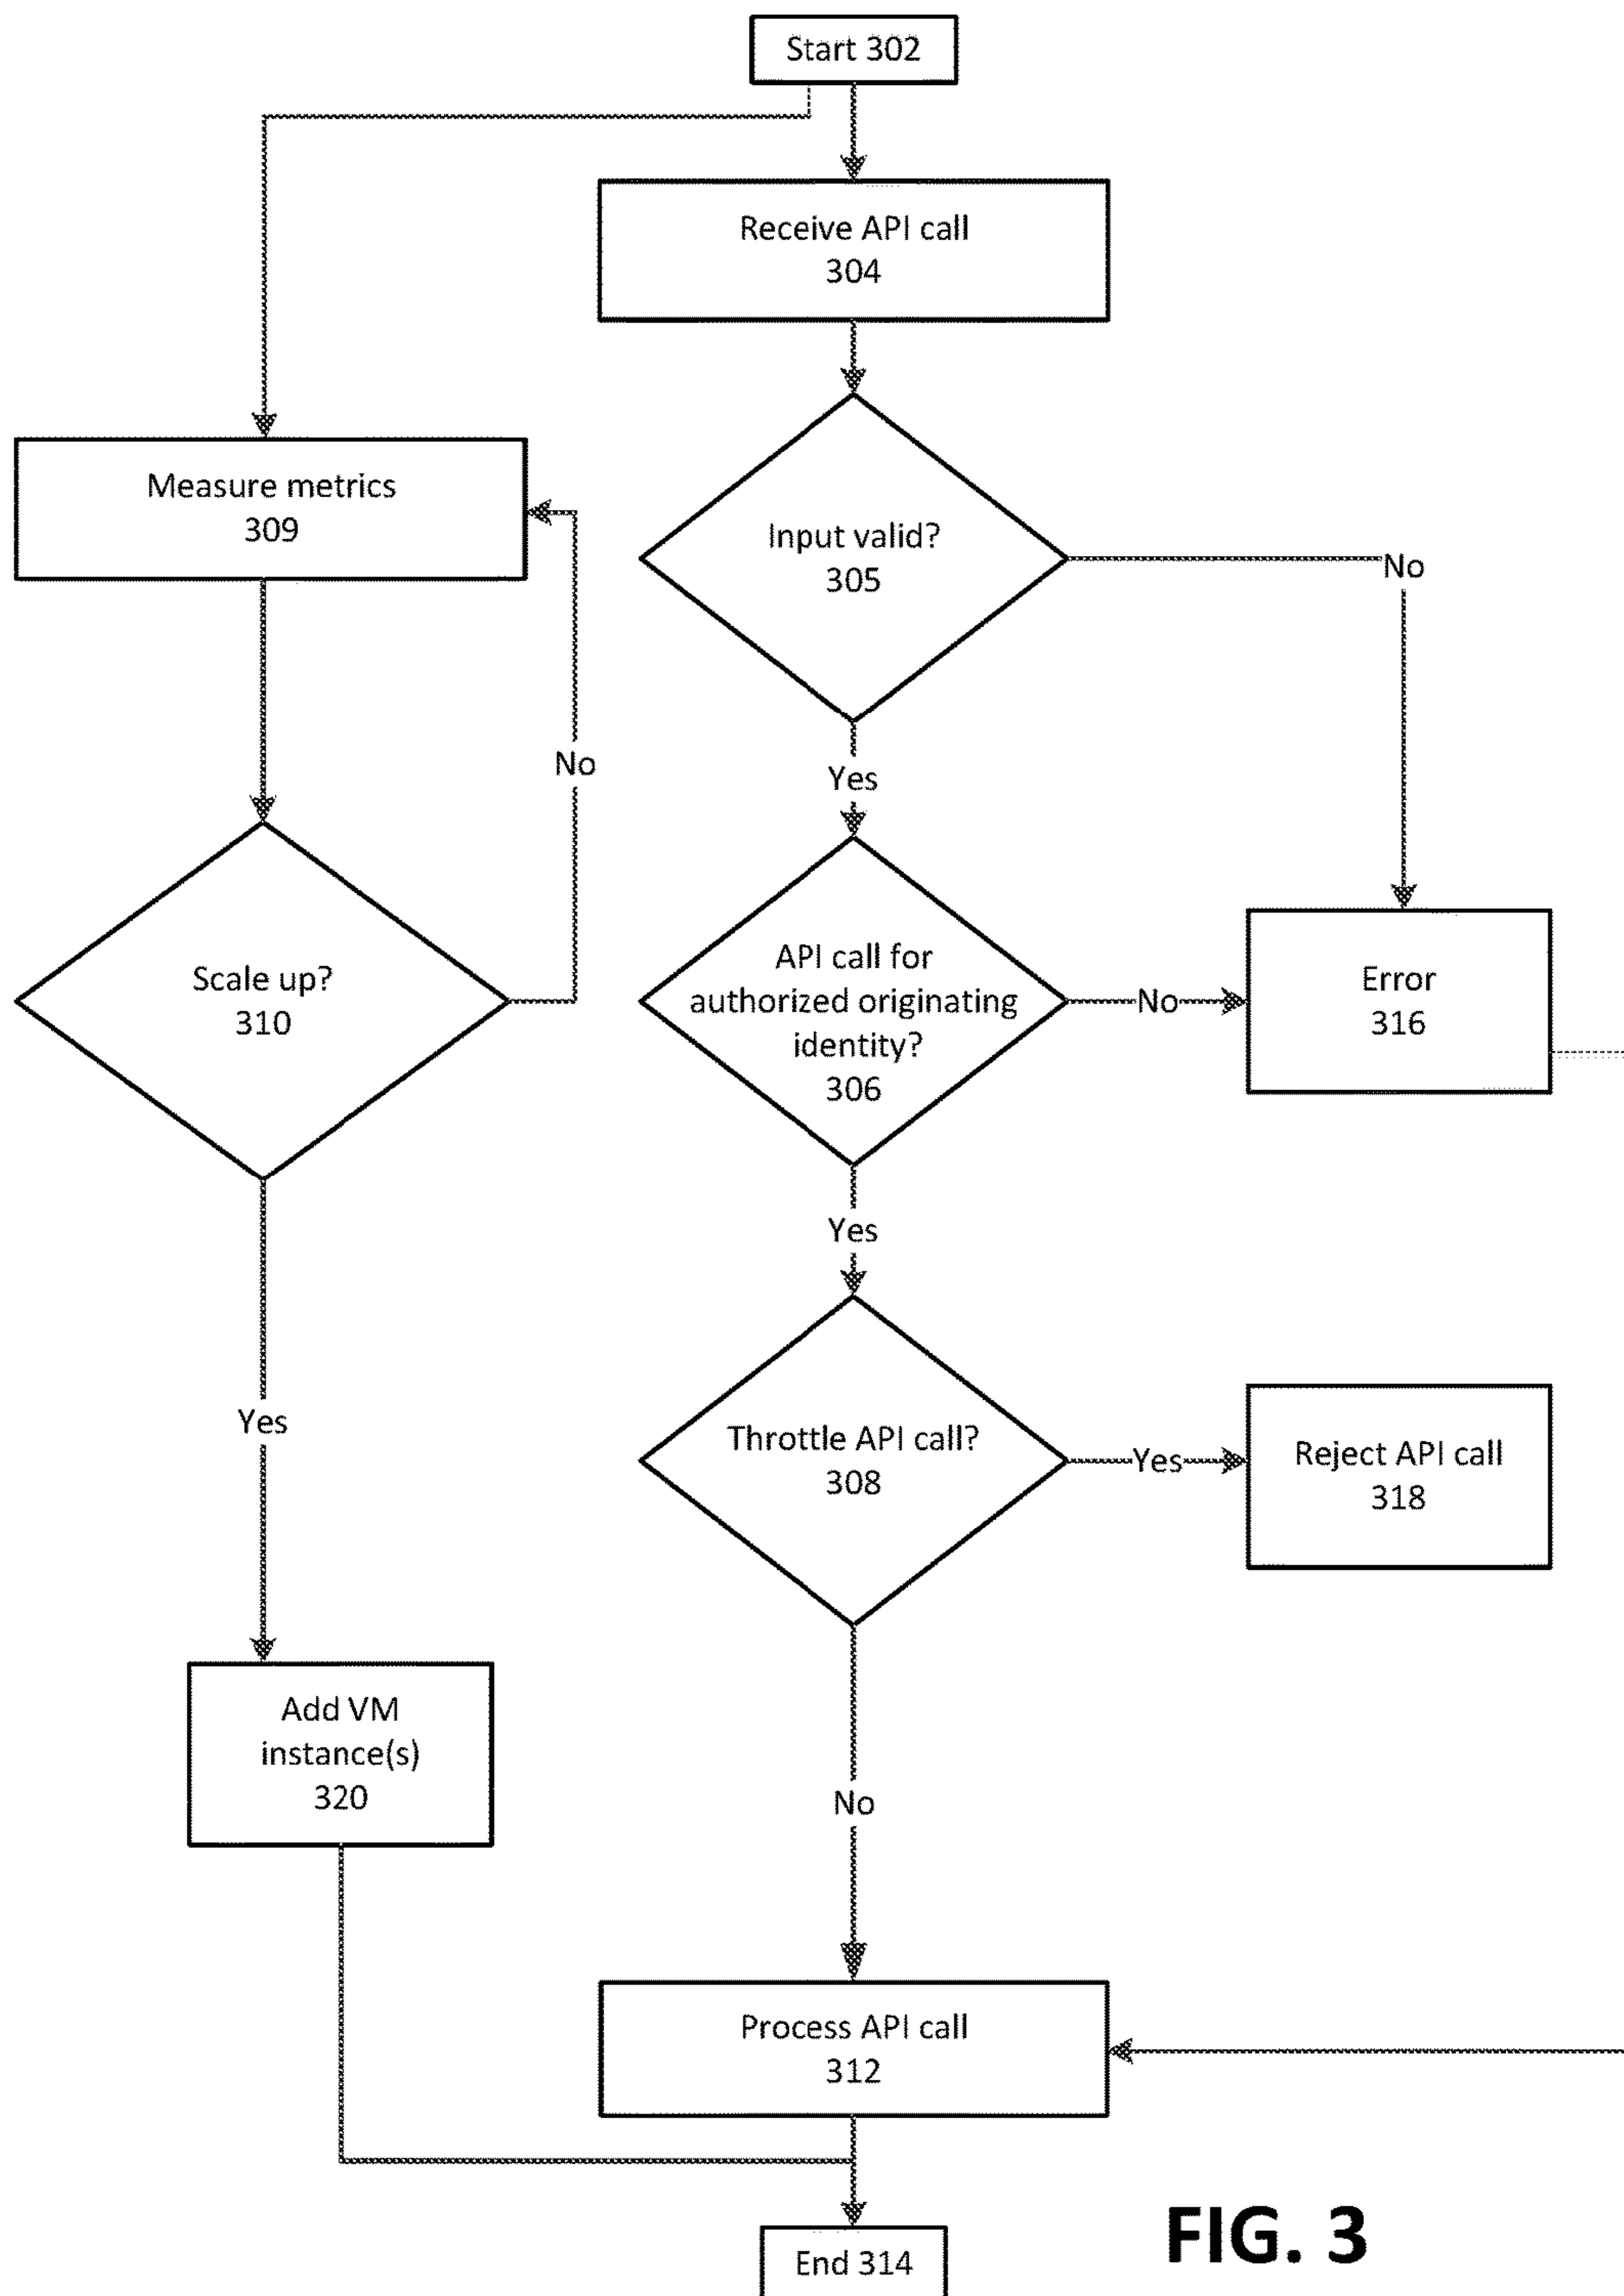 Start 302
Receive API call
304
Measure metrics
309
Input valid?
305
No
No
Yes
Scale up?
310
API call for
authorized originating
identity?
306
No
Error
316
Yes
Yes
Throttle API call?
308
Yes
Reject API call
318
Add VM
instance(s)
320
No
Process API call
312
End 314
FIG. 3